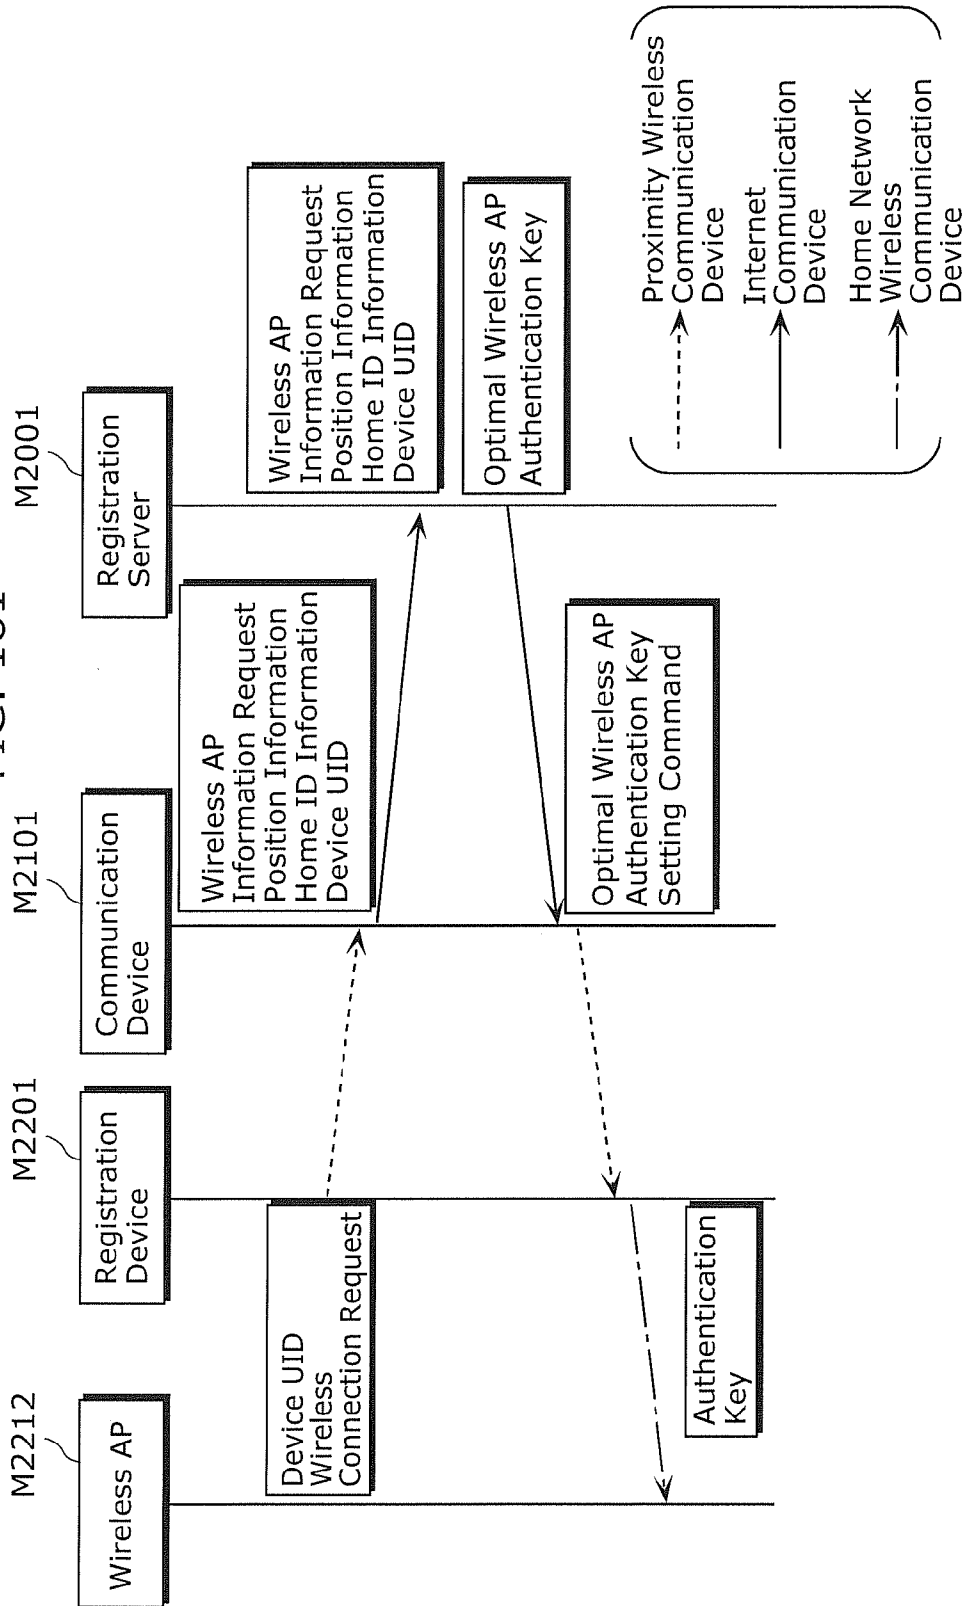 M2212
M2201
M2101
M2001
Wireless AP
Registration
Device
Communication
Device
Registration
Server
Device UID
Wireless
Connection Request
Wireless AP
Information Request
Position Information
Home ID Information
Device UID
Wireless AP
Information Request
Position Information
Home ID Information
Device UID
Optimal Wireless AP
Authentication Key
Optimal Wireless AP
Authentication Key
Setting Command
Authentication
Key
Proximity Wireless
Communication
Device
Internet
Communication
Device
Home Network
Wireless
Communication
Device